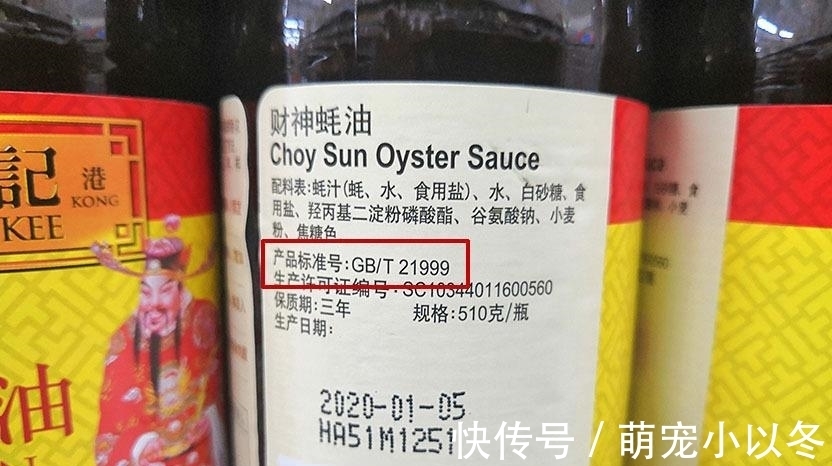 記
港
KONG
KEE
油
财神蚝油
Choy Sun Oyster Sauce
配料表:蚝汁(蚝、水、食用盐)、水、白砂糖、食
用盐、羟丙基二淀粉磷酸酯、谷氨酸钠、小麦
粉、焦糖色
产品标准号:GB/T 21999
生产许可证编号:SC10344011600560
保质期:三年 规格:510克/瓶
生产日期:
2020-01-05
HA51M1251
快传号 / 萌宠小以冬